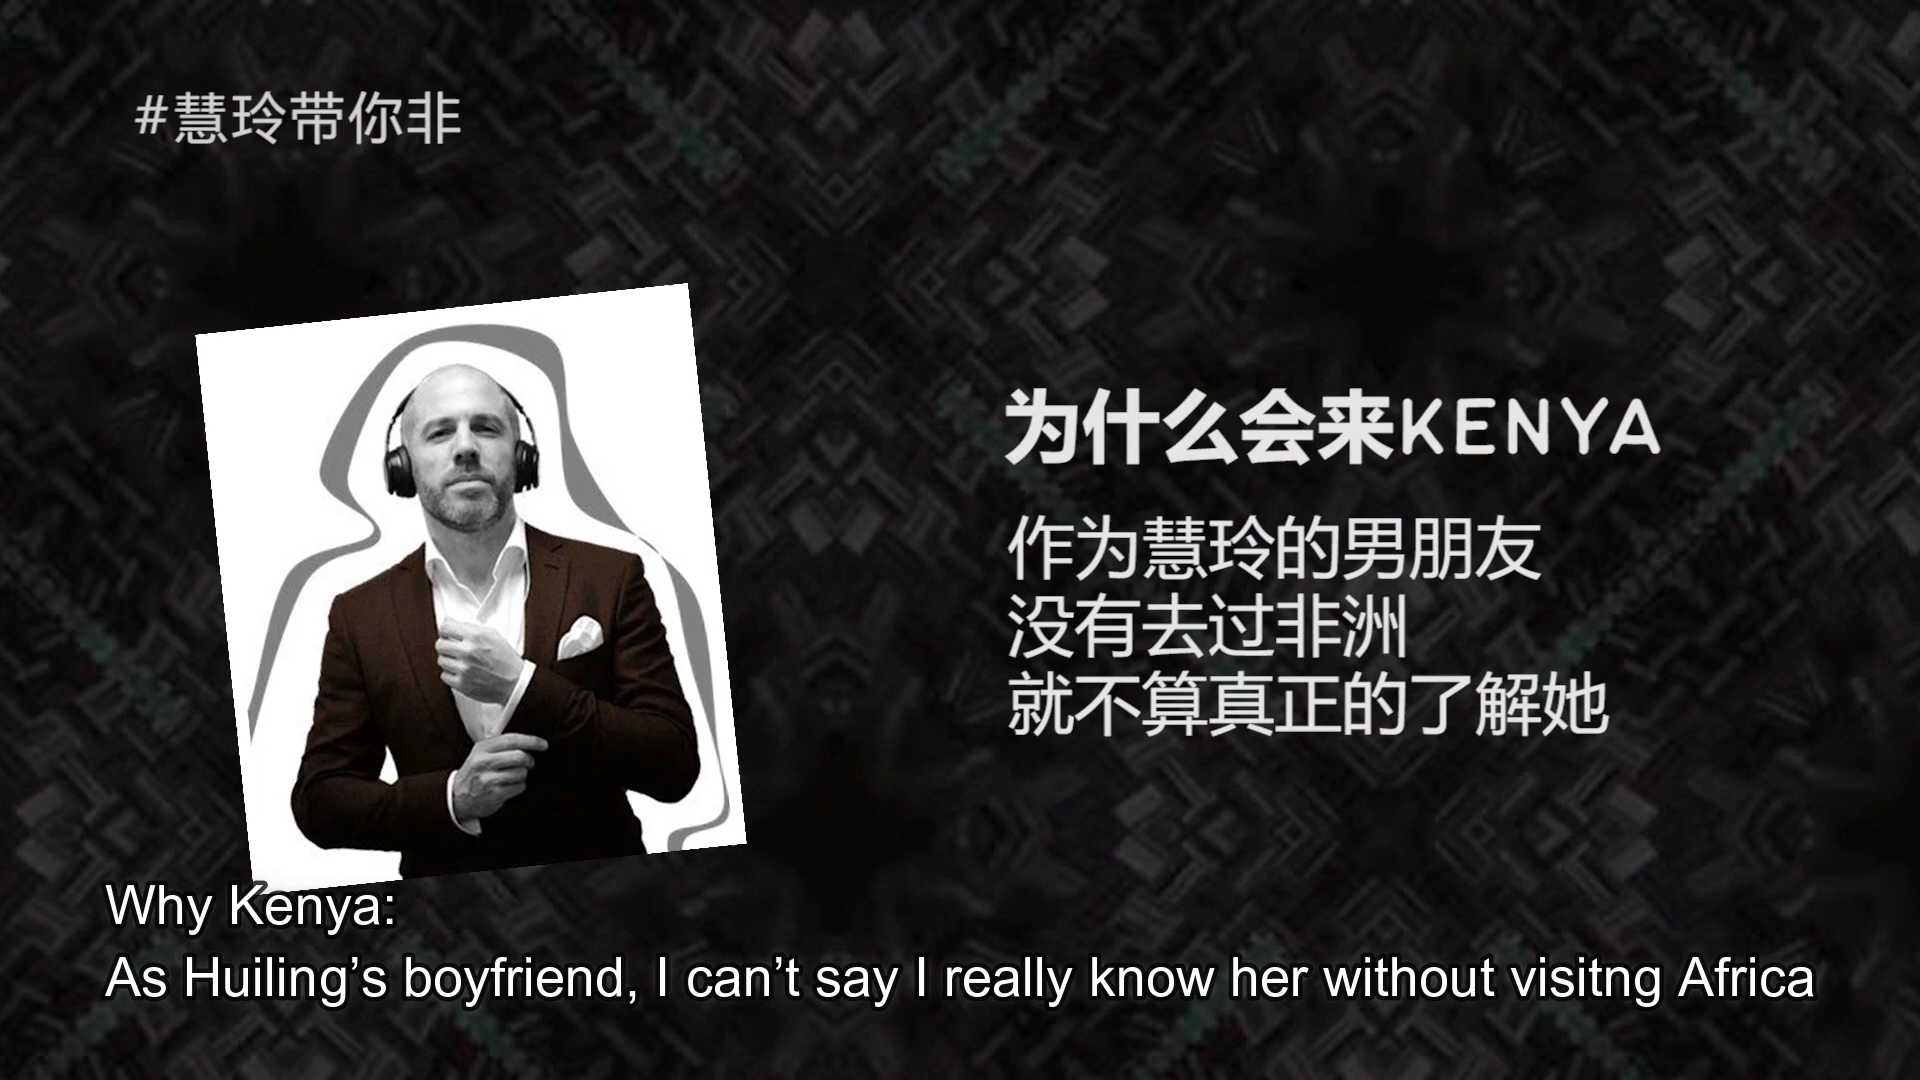 #慧玲带你非
为什么会来KENYA
作为慧玲的男朋友
没有去过非洲
就不算真正的了解她
Why Kenya:
As Huiling’s boyfriend, I can’t say I really know her without visitng Africa